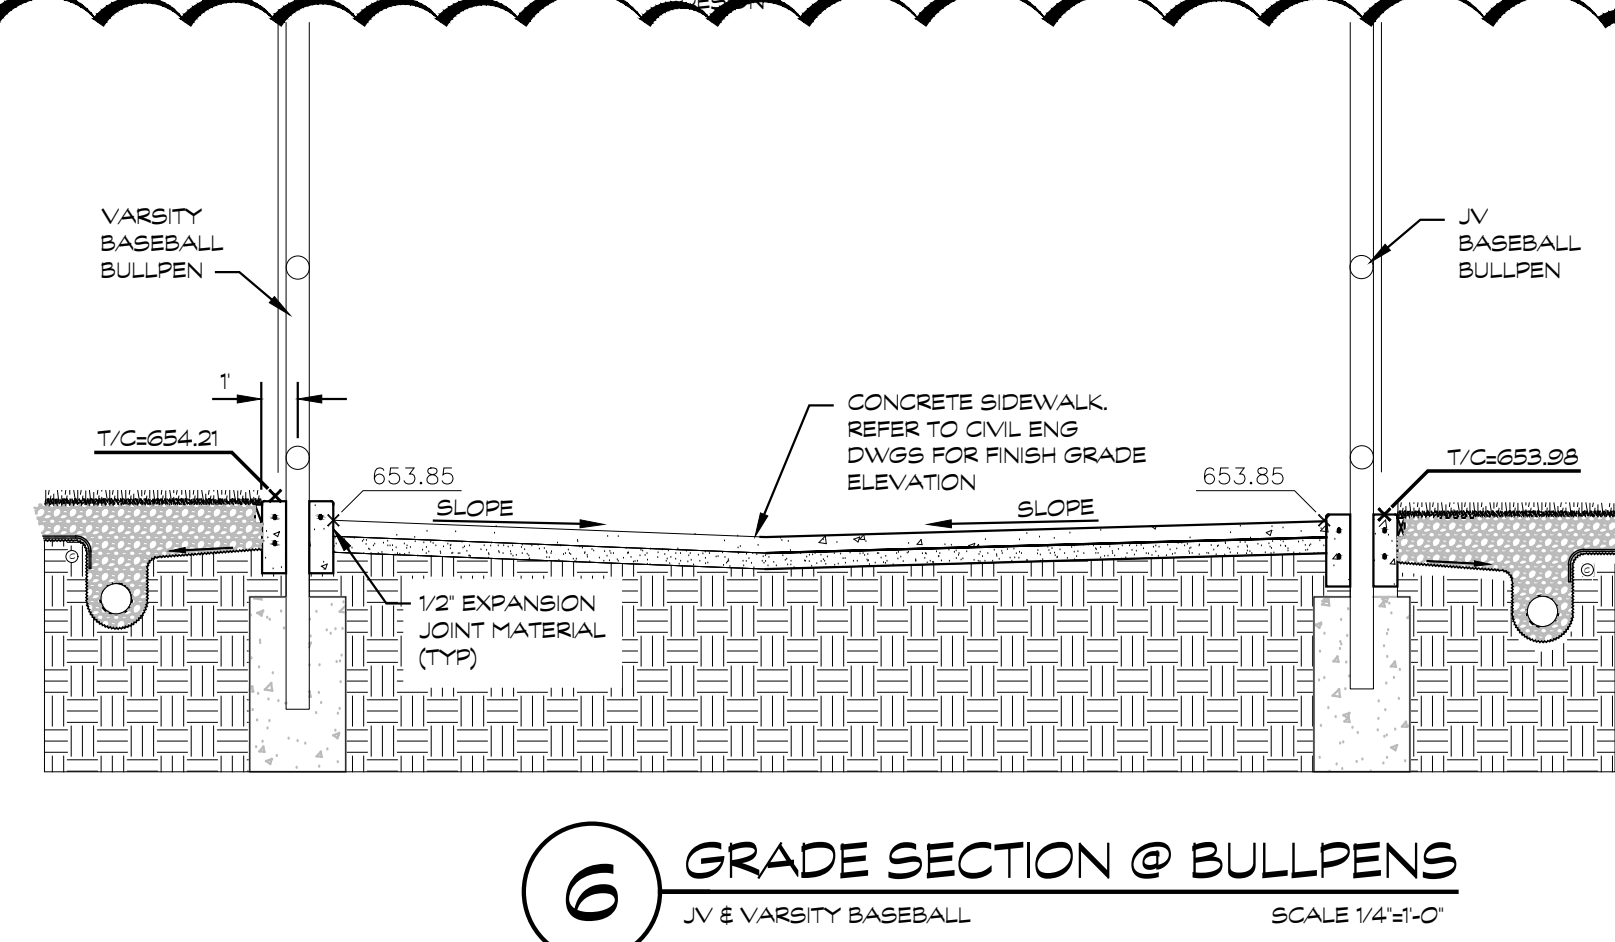 VARSITY
BASEBALL
BULLPEN
JV
BASEBALL
BULLPEN
1'
T/C=654.21
653.85
SLOPE
CONCRETE SIDEWALK.
REFER TO CIVIL ENG
DWGS FOR FINISH GRADE
ELEVATION
SLOPE
653.85
T/C=653.98
1/2" EXPANSION
JOINT MATERIAL
(TYP)
6
GRADE SECTION @ BULLPENS
JV & VARSITY BASEBALL
SCALE 1/4"=1'-0"